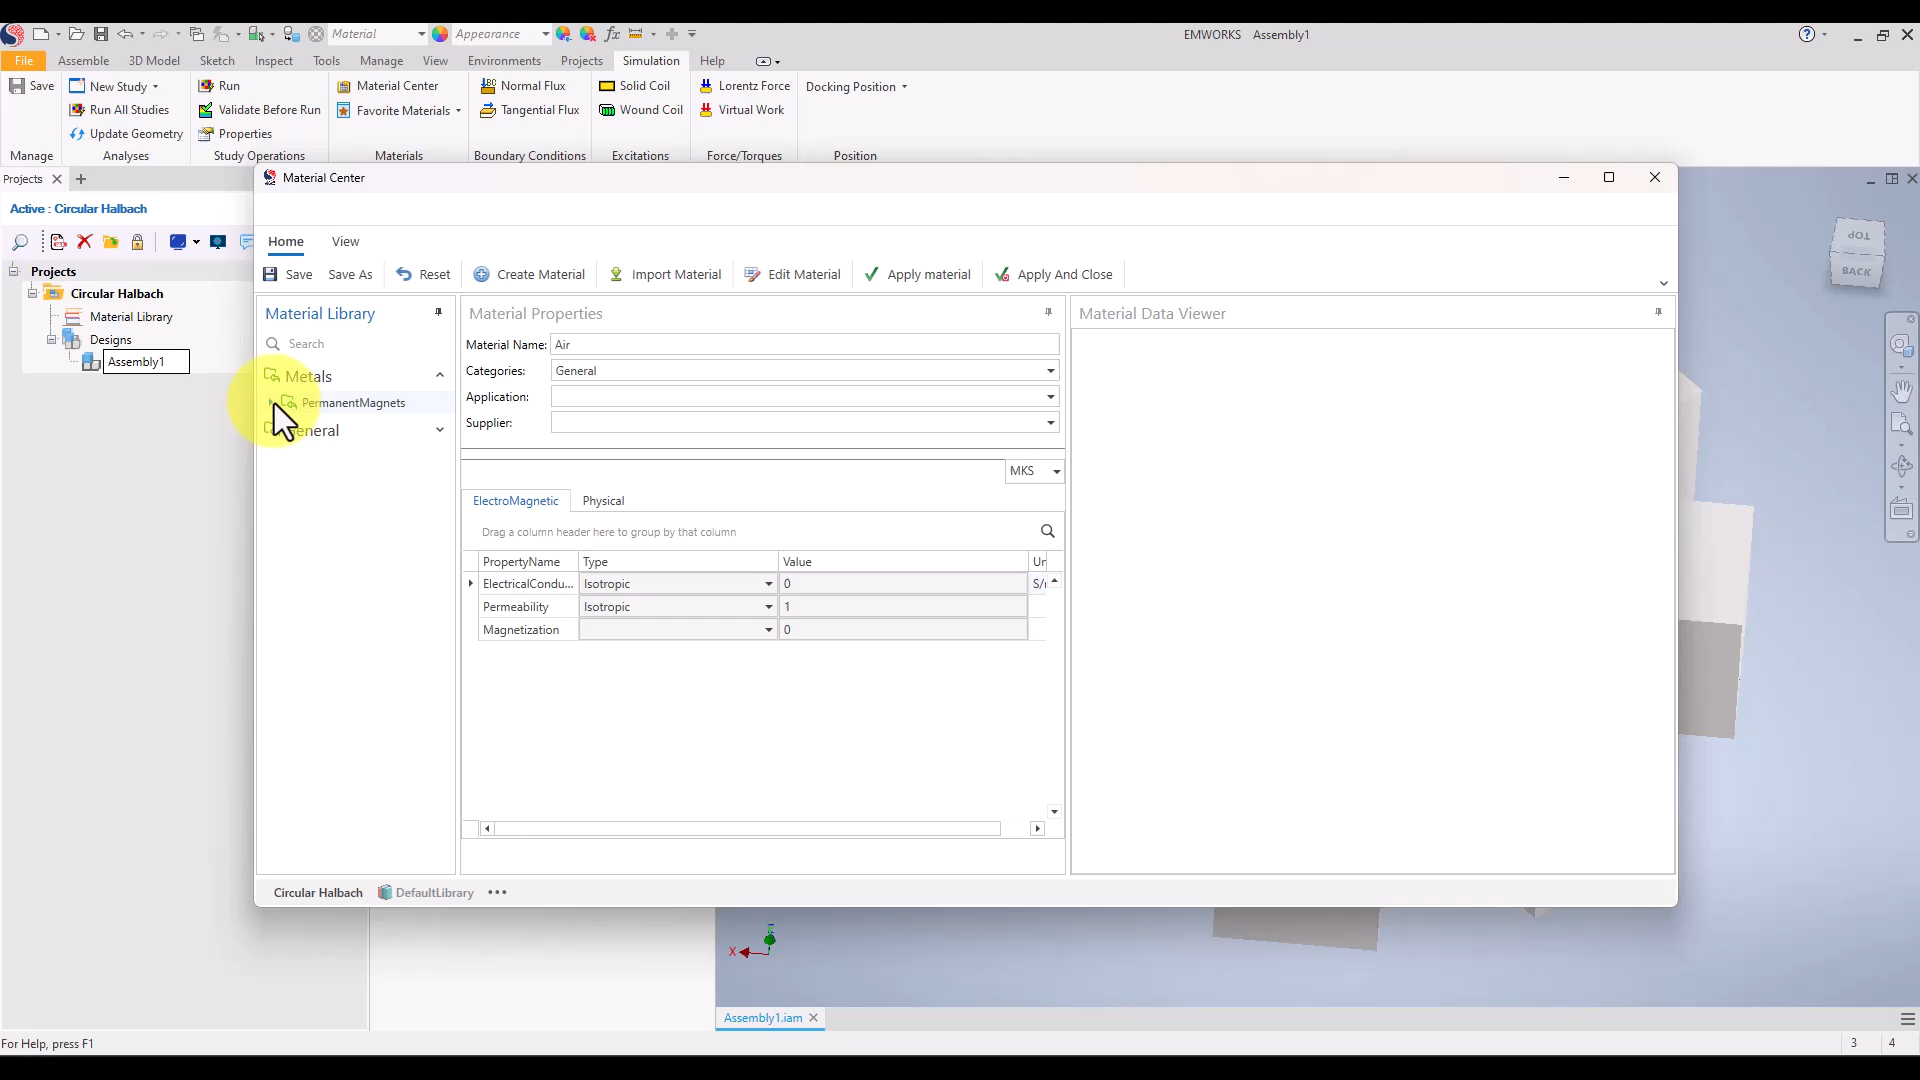 Material
Appearance
EMWORKS Assembly1
File Assemble 3D Model Sketch Inspect Tools Manage View Environments Projects Simulation Help
Save New Study Run Material Center Normal Flux Solid Coil Lorentz Force Docking Position
Run All Studies Validate Before Run Favorite Materials Tangential Flux Wound Coil Virtual Work
Update Geometry Properties
Manage Analyses Study Operations Materials Boundary Conditions Excitations Force/Torques Position
Projects
Active : Circular Halbach
Projects
Circular Halbach
Material Library
Designs
Assembly1
Material Center
Home View
Save Save As Reset Create Material Import Material Edit Material Apply material Apply And Close
Material Library
Search
Metals
PermanentMagnets
Material Properties
Material Name: Air
Categories: General
Application:
Supplier:
MKS
ElectroMagnetic Physical
Drag a column header here to group by that column
PropertyName Type Value
ElectricalCondu... Isotropic 0
Permeability Isotropic 1
Magnetization 0
Material Data Viewer
Circular Halbach DefaultLibrary
TOP
BACK
X
Assembly1.iam
For Help, press F1
3 4